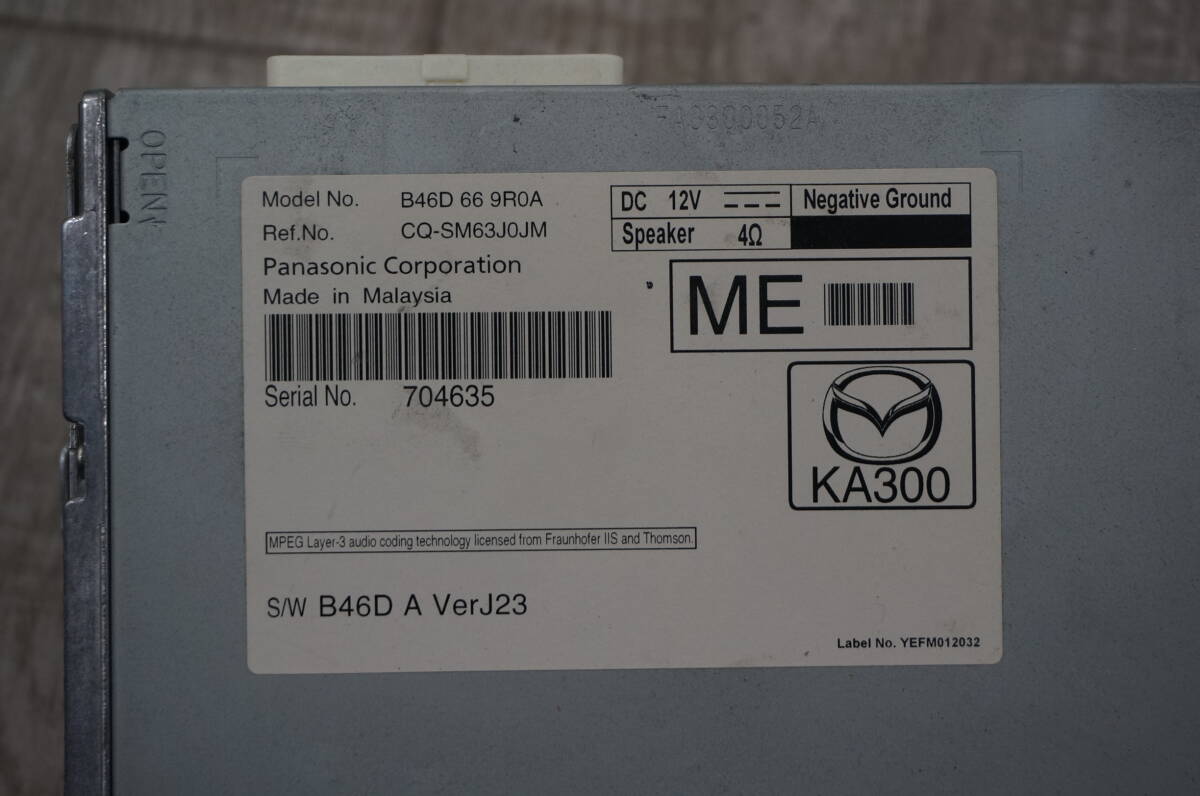 OPEN
Model No. B46D 66 9R0A
Ref.No. CQ-SM63J0JM
Panasonic Corporation
Made in Malaysia
Serial No. 704635
DC 12V Negative Ground
Speaker 4Ω
ME
KA300
MPEG Layer-3 audio coding technology licensed from Fraunhofer IIS and Thomson.
S/W B46D A VerJ23
Label No. YEFM012032